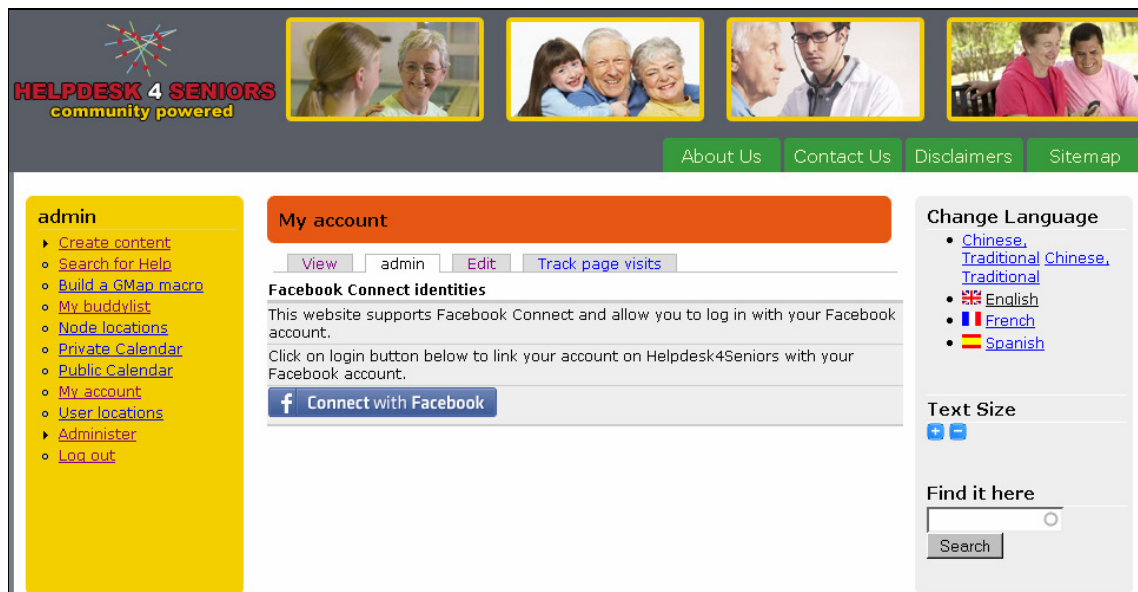 HELPDESK 4 SENIORS
community powered
About Us
Contact Us
Disclaimers
Sitemap
admin
Create content
Search for Help
Build a GMap macro
My buddylist
Node locations
Private Calendar
Public Calendar
My account
User locations
Administer
Log out
My account
View
admin
Edit
Track page visits
Facebook Connect identities
This website supports Facebook Connect and allow you to log in with your Facebook
account.
Click on login button below to link your account on Helpdesk4Seniors with your
Facebook account.
f Connect with Facebook
Change Language
Chinese,
Traditional Chinese,
Traditional
English
French
Spanish
Text Size
+ -
Find it here
Search